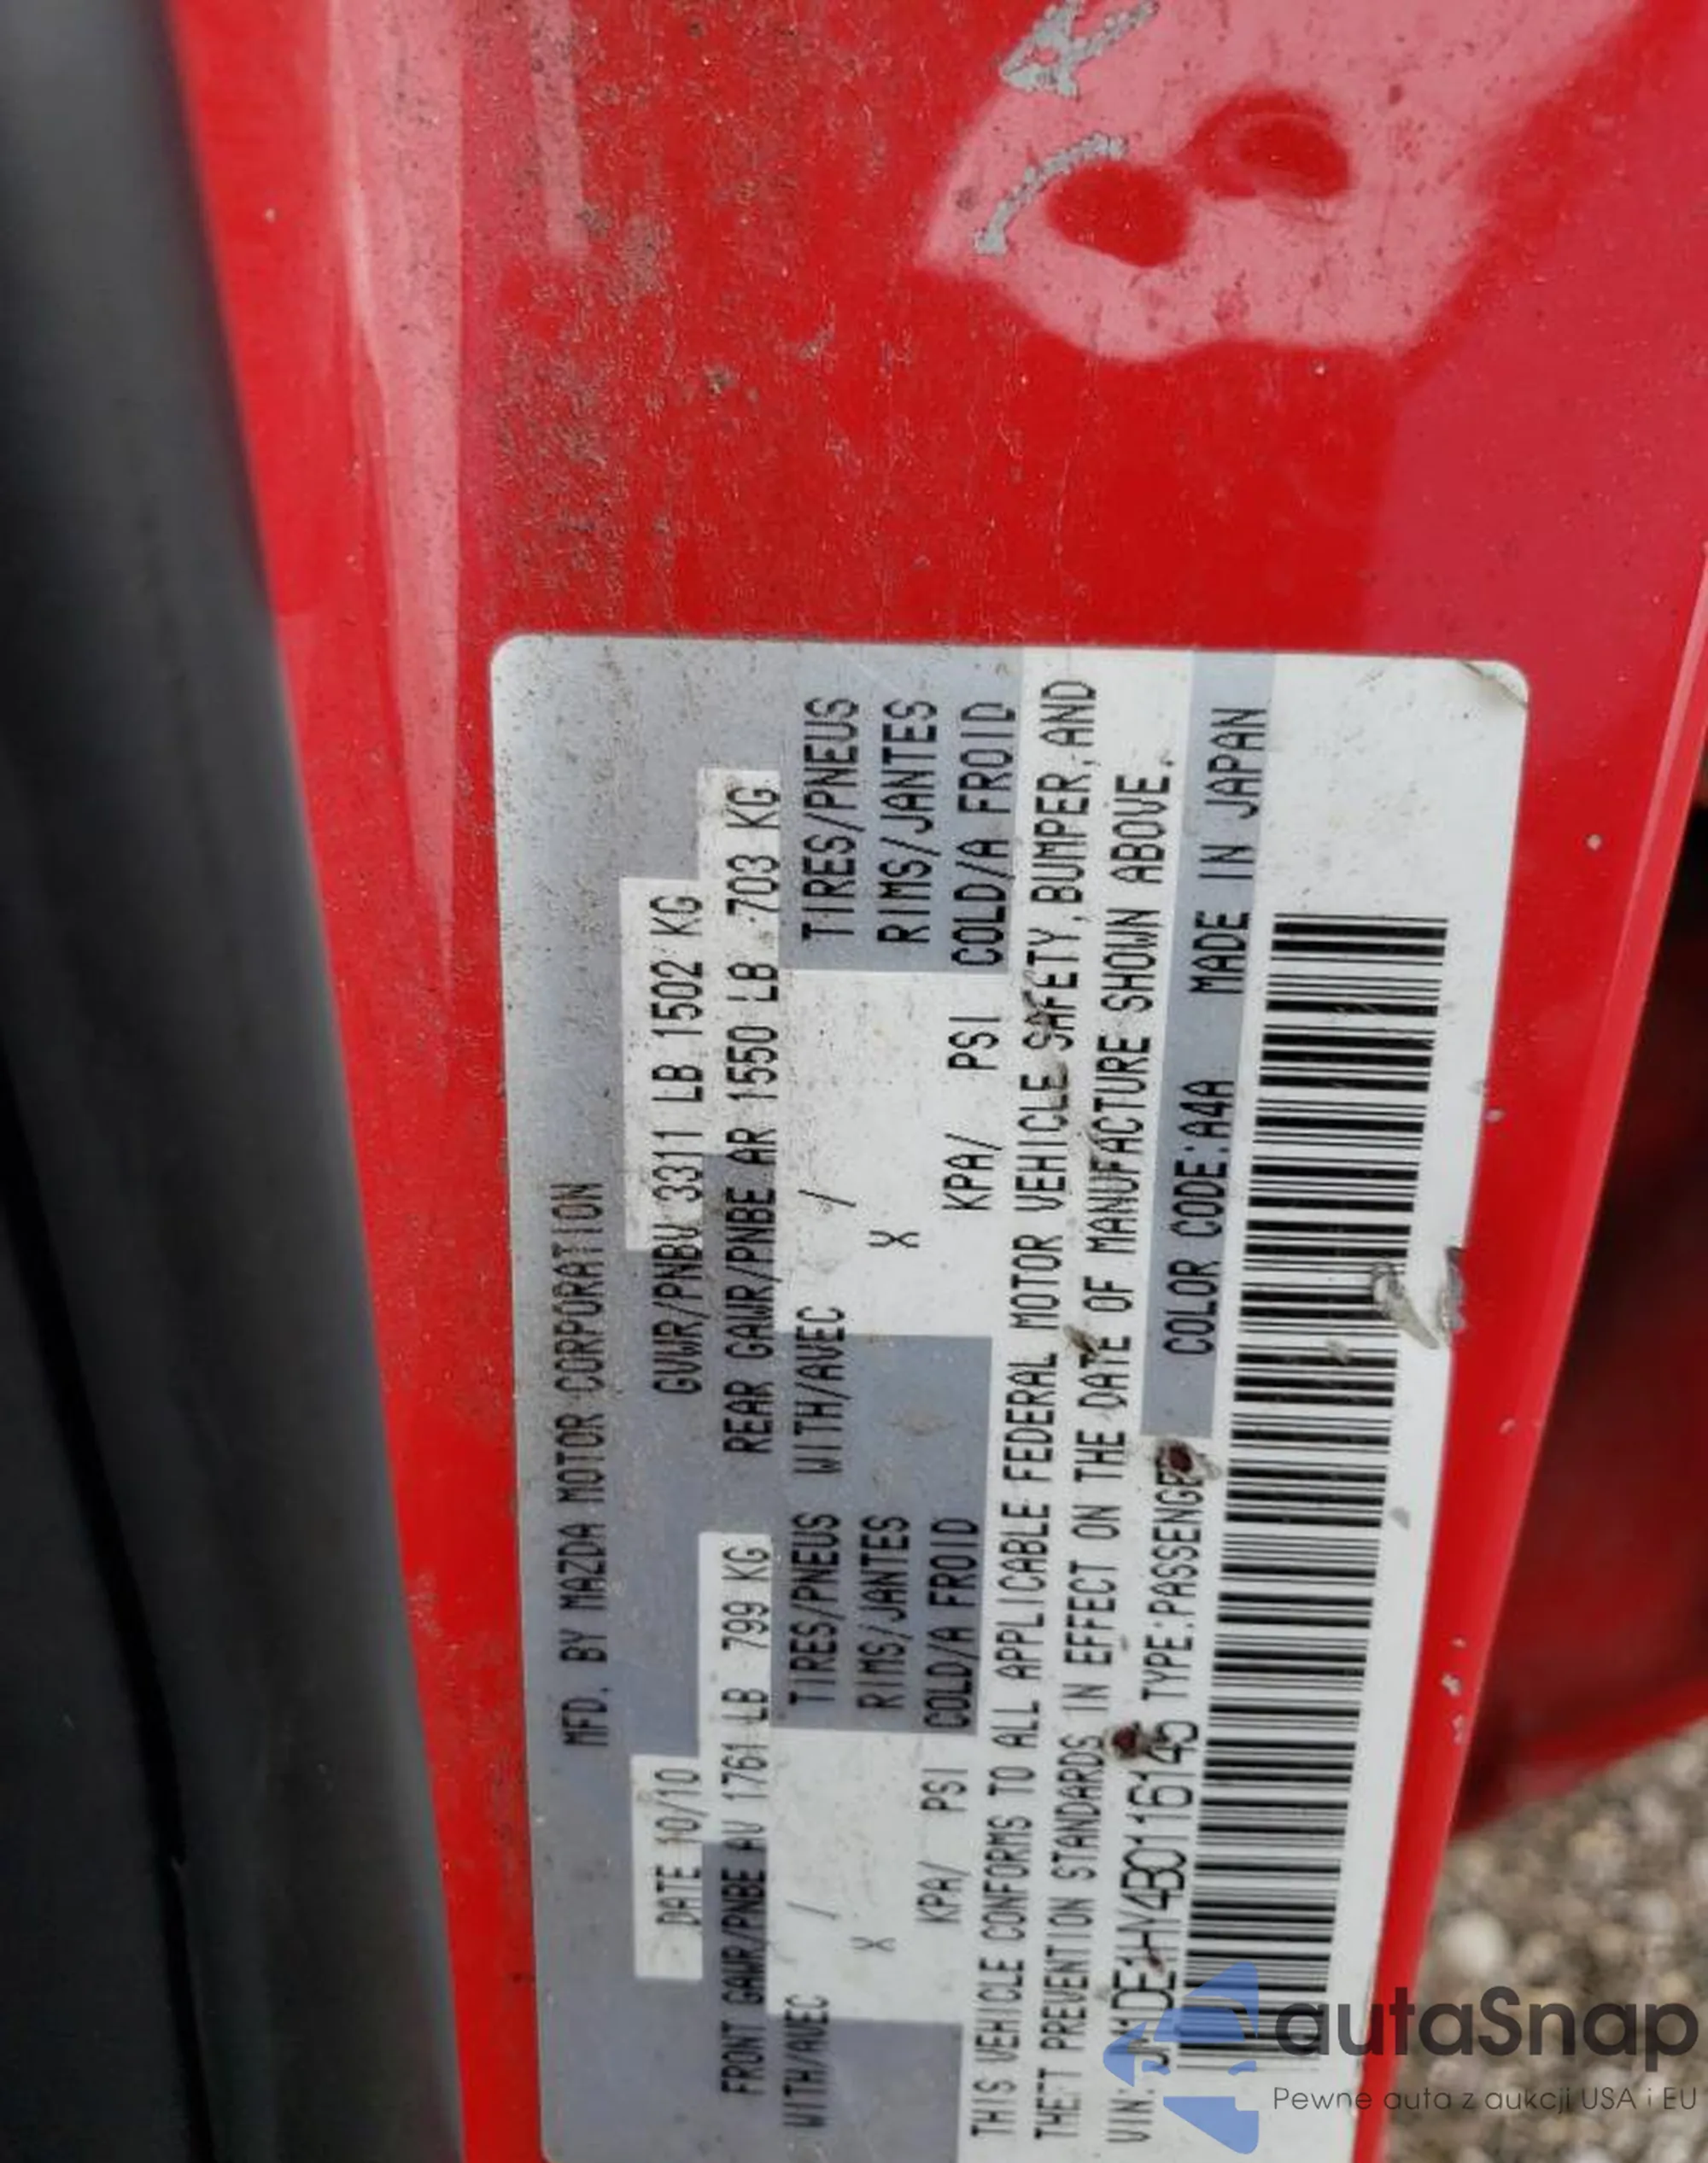 MFD. BY MAZDA MOTOR CORPORATION
DATE 10/10 GVWR/PNBV 3311 LB 1502 KG
FRONT GAWR/PNBE AV 1761 LB 799 KG REAR GAWR/PNBE AR 1550 LB 703 KG
WITH/AVEC / TIRES/PNEUS WITH/AVEC / TIRES/PNEUS
X RIMS/JANTES X RIMS/JANTES
KPA/ PSI COLD/A FROID KPA/ PSI COLD/A FROID
THIS VEHICLE CONFORMS TO ALL APPLICABLE FEDERAL MOTOR VEHICLE SAFETY, BUMPER, AND
THEFT PREVENTION STANDARDS IN EFFECT ON THE DATE OF MANUFACTURE SHOWN ABOVE.
VIN: JM1DE1HY4B0116145 TYPE:PASSENGER COLOR CODE:A4A MADE IN JAPAN
autaSnap
Pewne auta z aukcji USA i EU